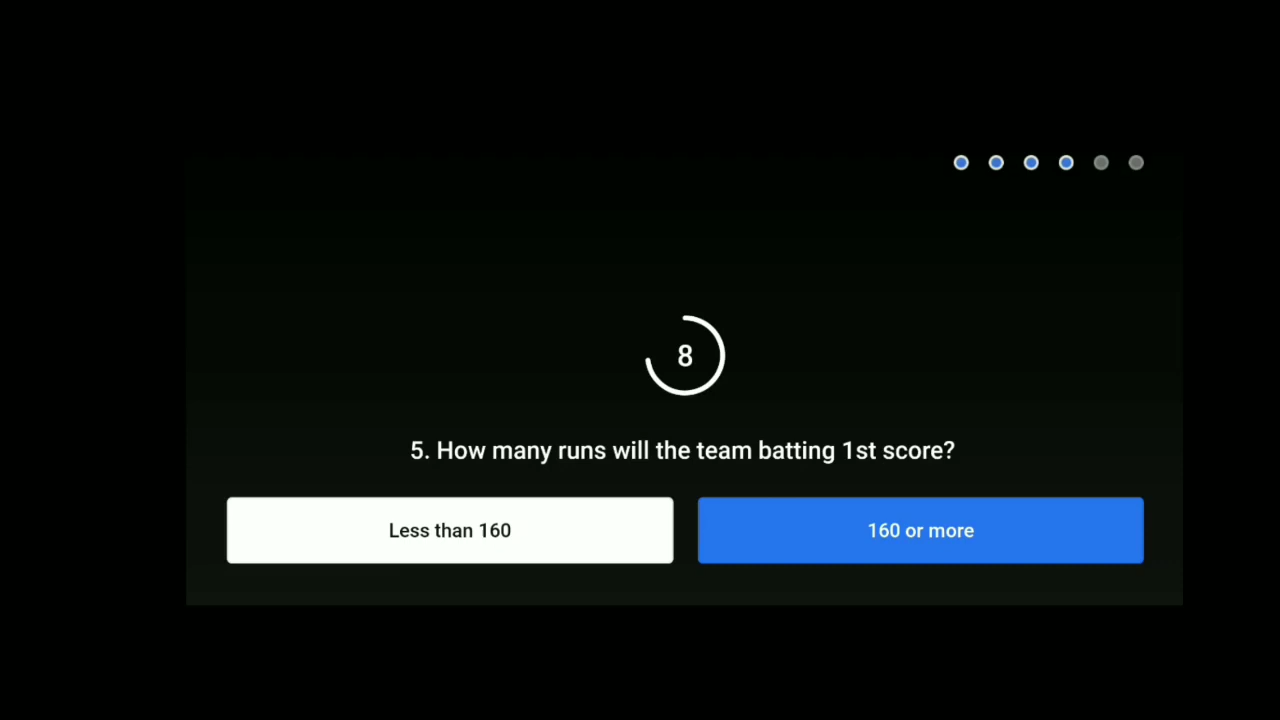 8
5. How many runs will the team batting 1st score?
Less than 160
160 or more